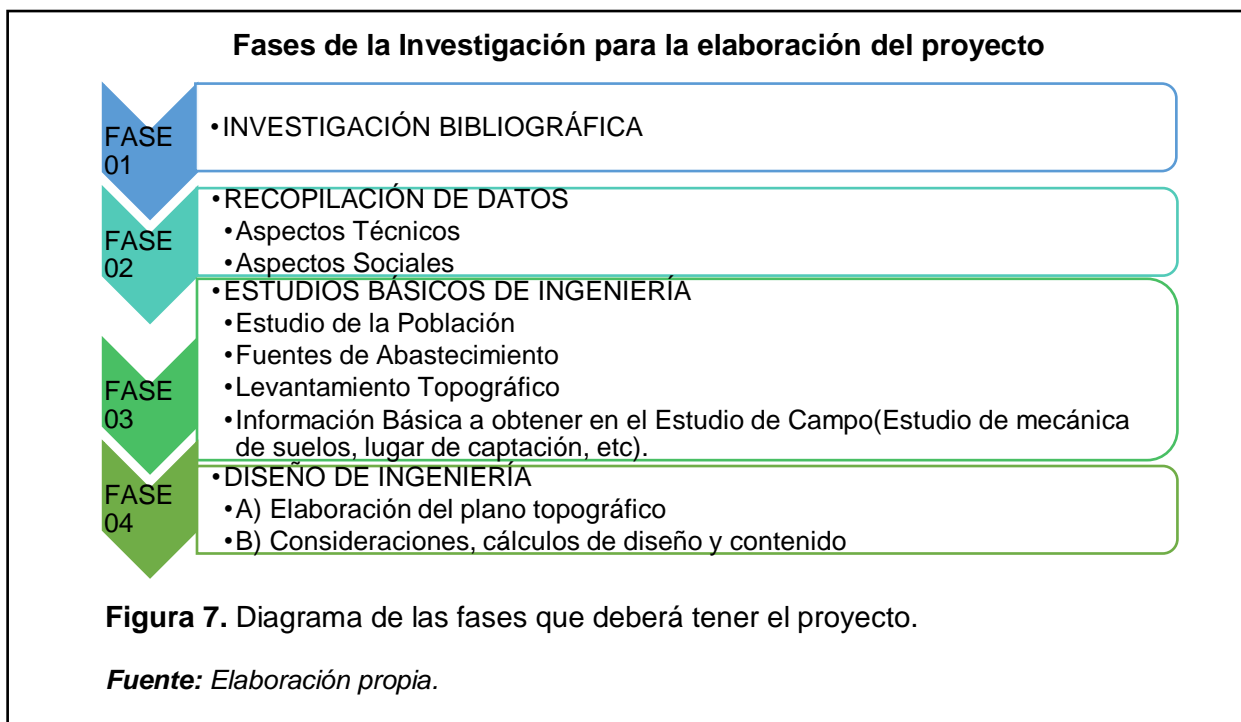 Fases de la Investigación para la elaboración del proyecto
FASE
01
•INVESTIGACIÓN BIBLIOGRÁFICA
FASE
02
•RECOPILACIÓN DE DATOS
•Aspectos Técnicos
•Aspectos Sociales
FASE
03
•ESTUDIOS BÁSICOS DE INGENIERÍA
•Estudio de la Población
•Fuentes de Abastecimiento
•Levantamiento Topográfico
•Información Básica a obtener en el Estudio de Campo(Estudio de mecánica
de suelos, lugar de captación, etc).
FASE
04
•DISEÑO DE INGENIERÍA
•A) Elaboración del plano topográfico
•B) Consideraciones, cálculos de diseño y contenido
Figura 7. Diagrama de las fases que deberá tener el proyecto.
Fuente: Elaboración propia.